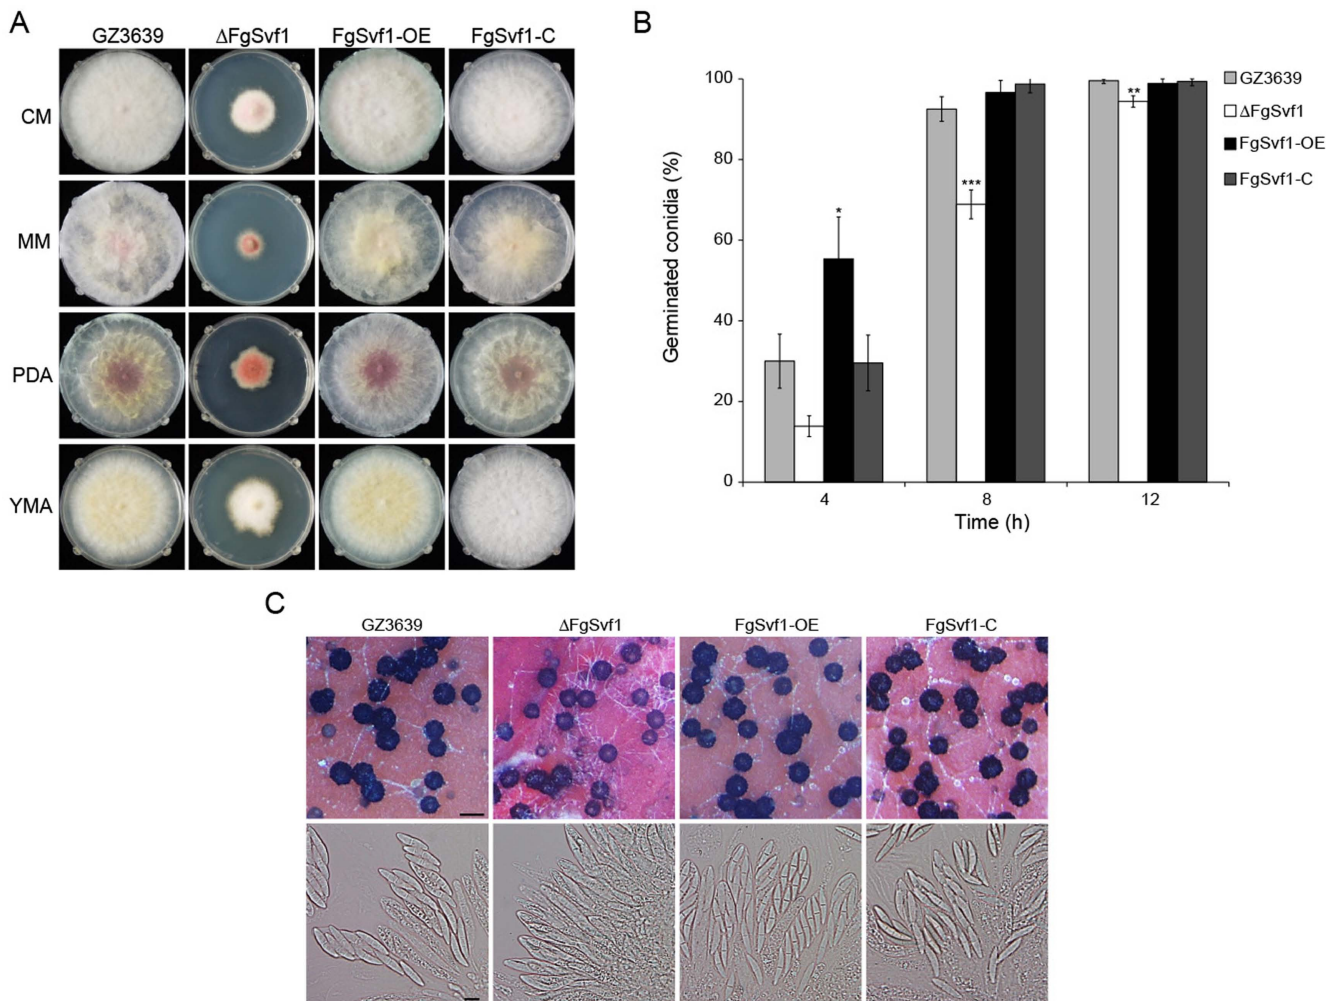 A
GZ3639 ΔFgSvf1 FgSvf1-OE FgSvf1-C
CM
MM
PDA
YMA
B
Germinated conidia (%)
100
80
60
40
20
0
*
***
**
4 8 12
Time (h)
GZ3639
ΔFgSvf1
FgSvf1-OE
FgSvf1-C
C
GZ3639 ΔFgSvf1 FgSvf1-OE FgSvf1-C